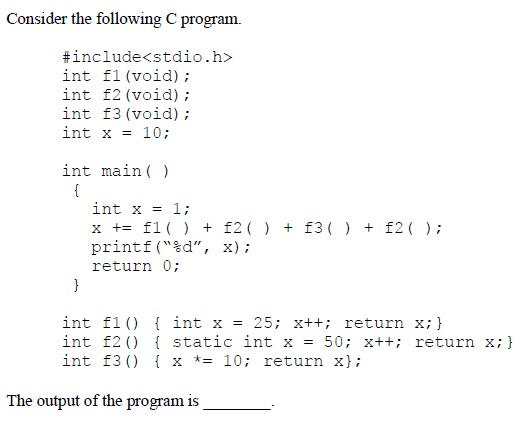 Consider the following C program.
#include<stdio.h>
int f1(void);
int f2(void);
int f3(void);
int x = 10;
int main( )
{
int x = 1;
x += f1( ) + f2( ) + f3( ) + f2( );
printf(“%d”, x);
return 0;
}
int f1() { int x = 25; x++; return x;}
int f2() { static int x = 50; x++; return x;}
int f3() { x *= 10; return x};
The output of the program is ________.